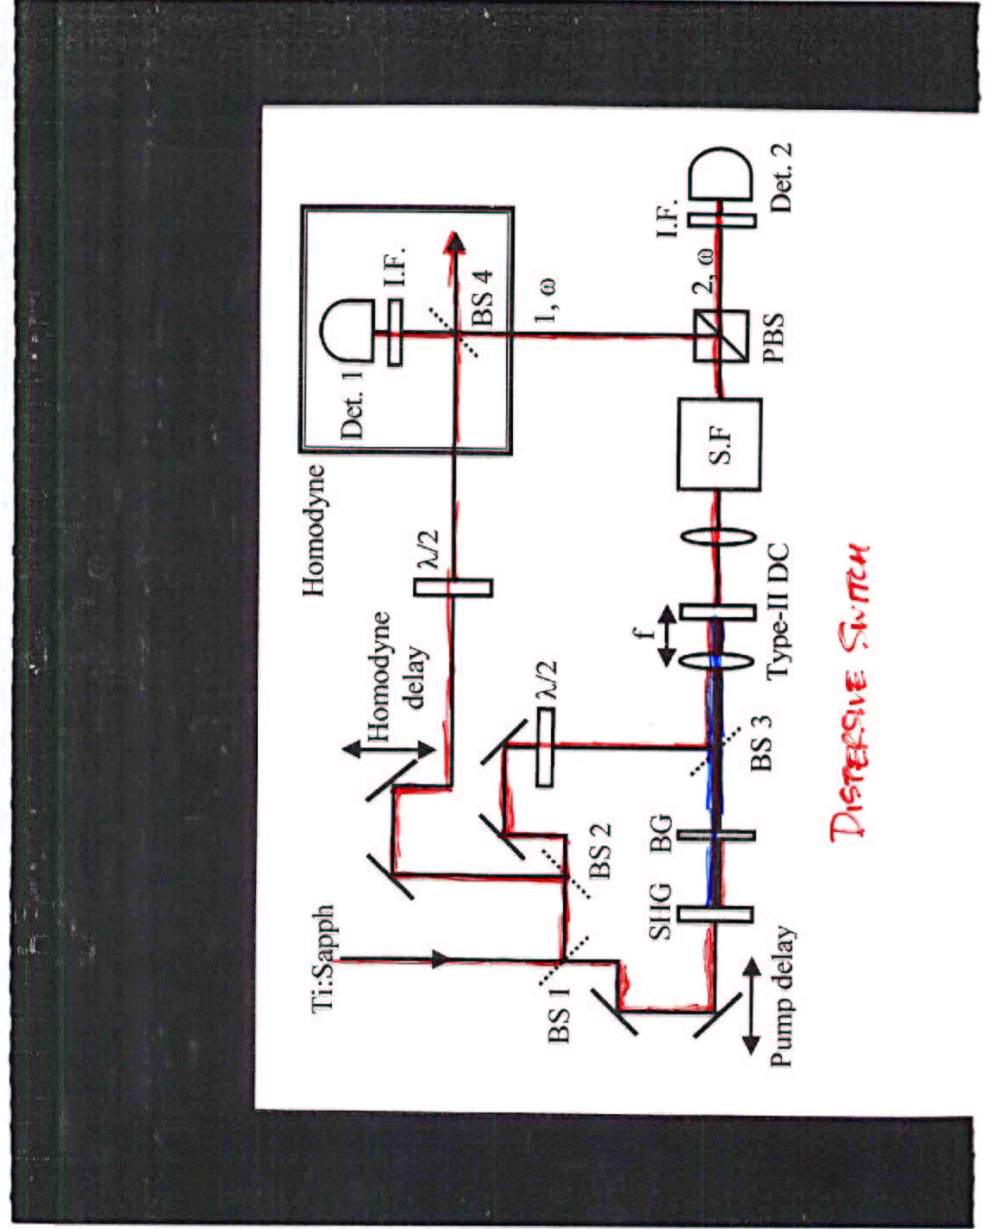 Ti:Sapph
BS 1
BS 2
Homodyne
delay
λ/2
Homodyne
Det. 1
I.F.
BS 4
1, ω
λ/2
Pump delay
SHG
BG
BS 3
f
Type-II DC
S.F
PBS
2, ω
I.F.
Det. 2
DISPERSIVE SWITCH